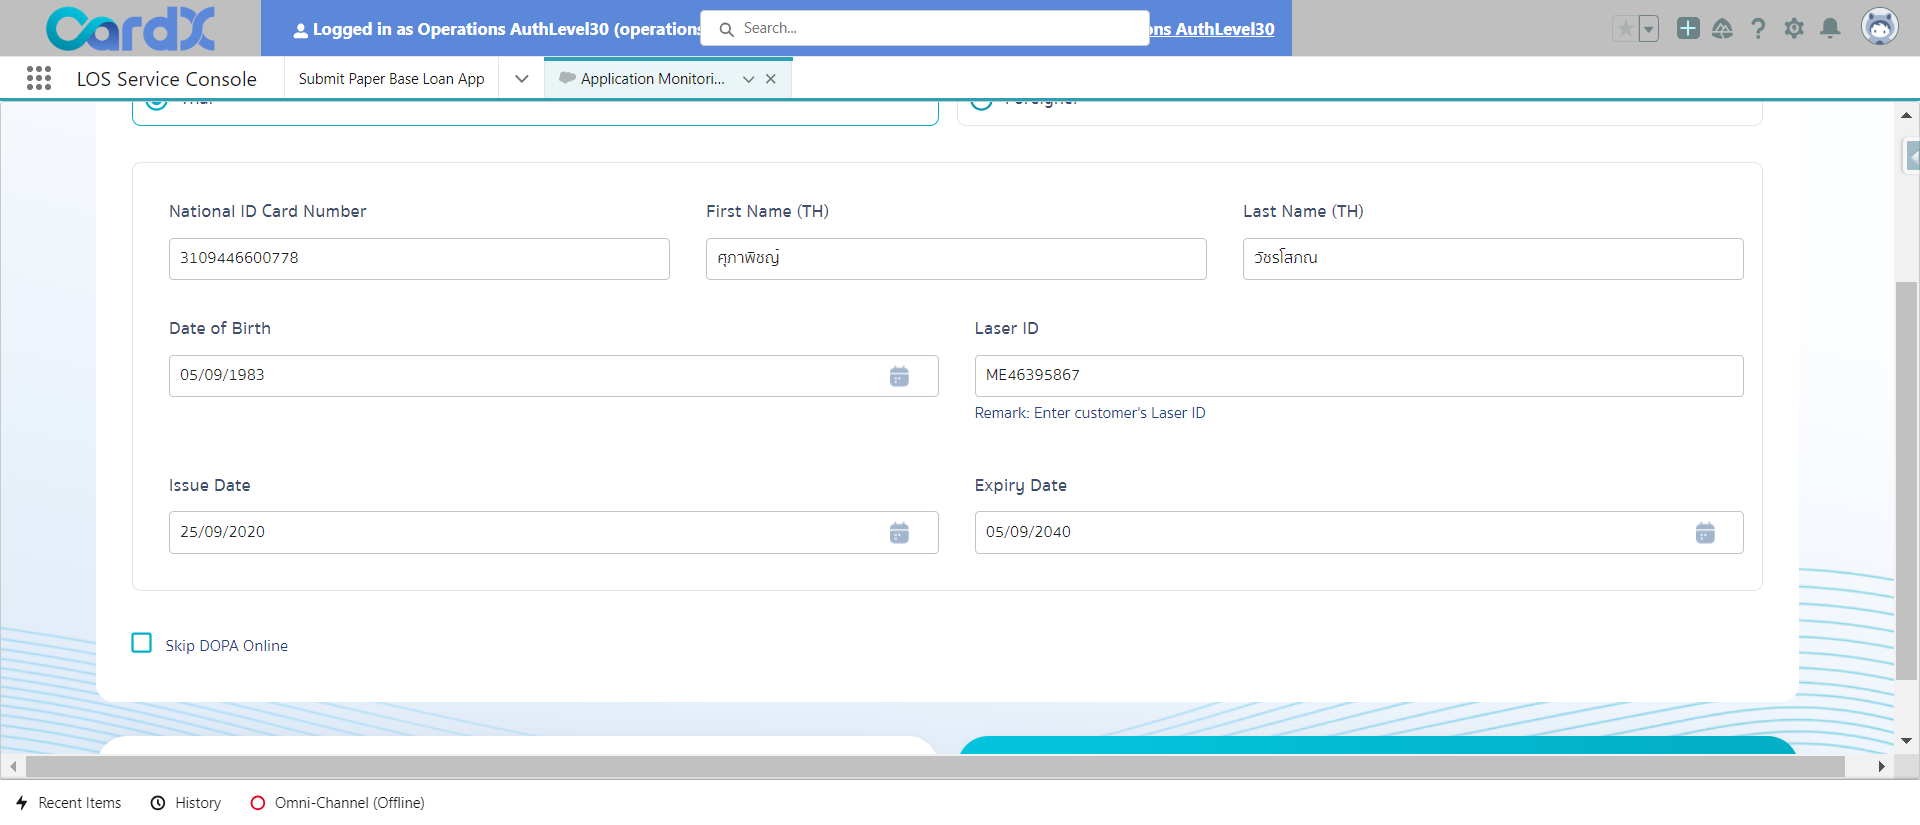 CardX
Logged in as Operations AuthLevel30 (operations
Search...
ns AuthLevel30
LOS Service Console
Submit Paper Base Loan App
Application Monitori...
Thai
Foreigner
National ID Card Number
First Name (TH)
Last Name (TH)
3109446600778
ศุภาพิชญ์
วัชรโสภณ
Date of Birth
Laser ID
05/09/1983
ME46395867
Remark: Enter customer's Laser ID
Issue Date
Expiry Date
25/09/2020
05/09/2040
Skip DOPA Online
Recent Items
History
Omni-Channel (Offline)